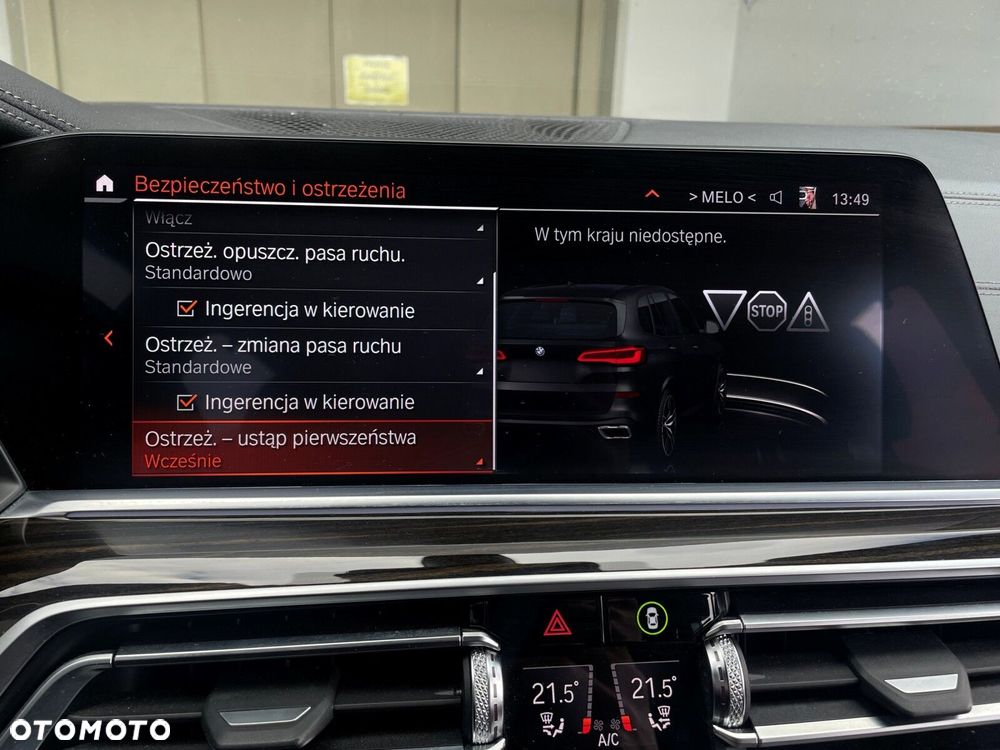 Bezpieczeństwo i ostrzeżenia
> MELO <
13:49
Włącz
Ostrzeż. opuszcz. pasa ruchu.
Standardowo
Ingerencja w kierowanie
Ostrzeż. – zmiana pasa ruchu
Standardowe
Ingerencja w kierowanie
Ostrzeż. – ustąp pierwszeństwa
Wcześnie
W tym kraju niedostępne.
STOP
21.5°
21.5°
A/C
OTOMOTO